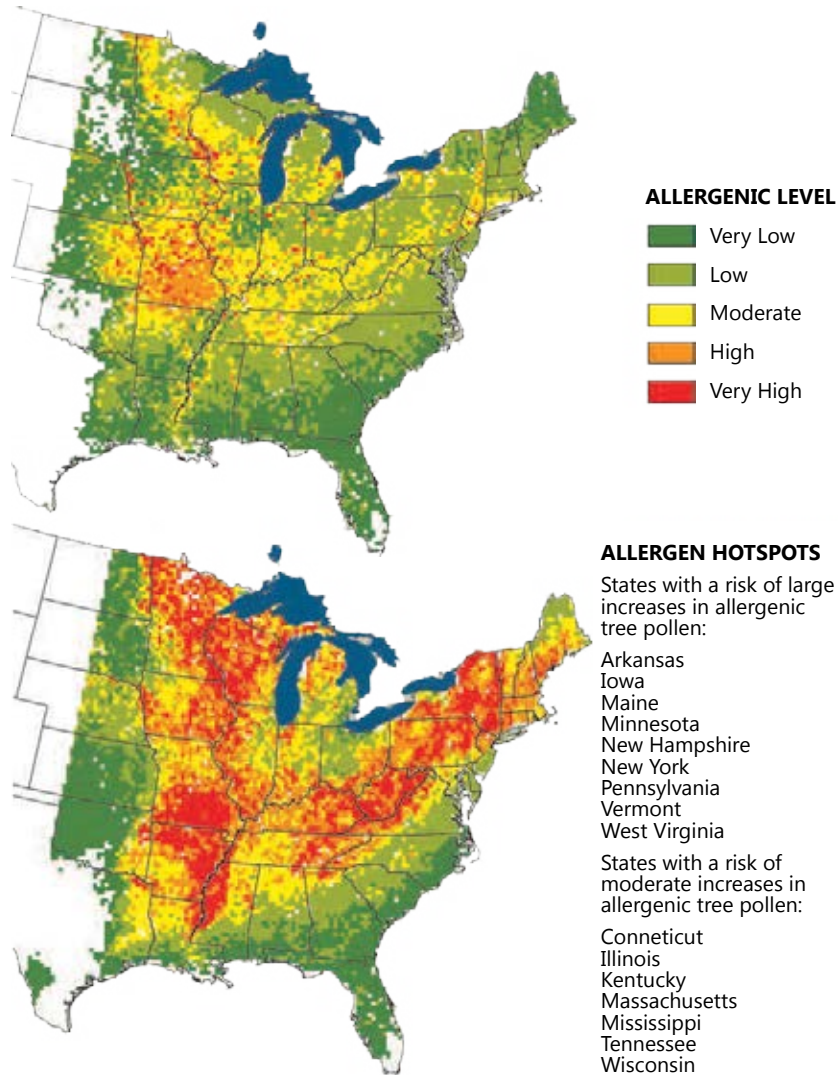 ALLERGENIC LEVEL
Very Low
Low
Moderate
High
Very High
ALLERGEN HOTSPOTS
States with a risk of large
increases in allergenic
tree pollen:
Arkansas
Iowa
Maine
Minnesota
New Hampshire
New York
Pennsylvania
Vermont
West Virginia
States with a risk of
moderate increases in
allergenic tree pollen:
Conneticut
Illinois
Kentucky
Massachusetts
Mississippi
Tennessee
Wisconsin